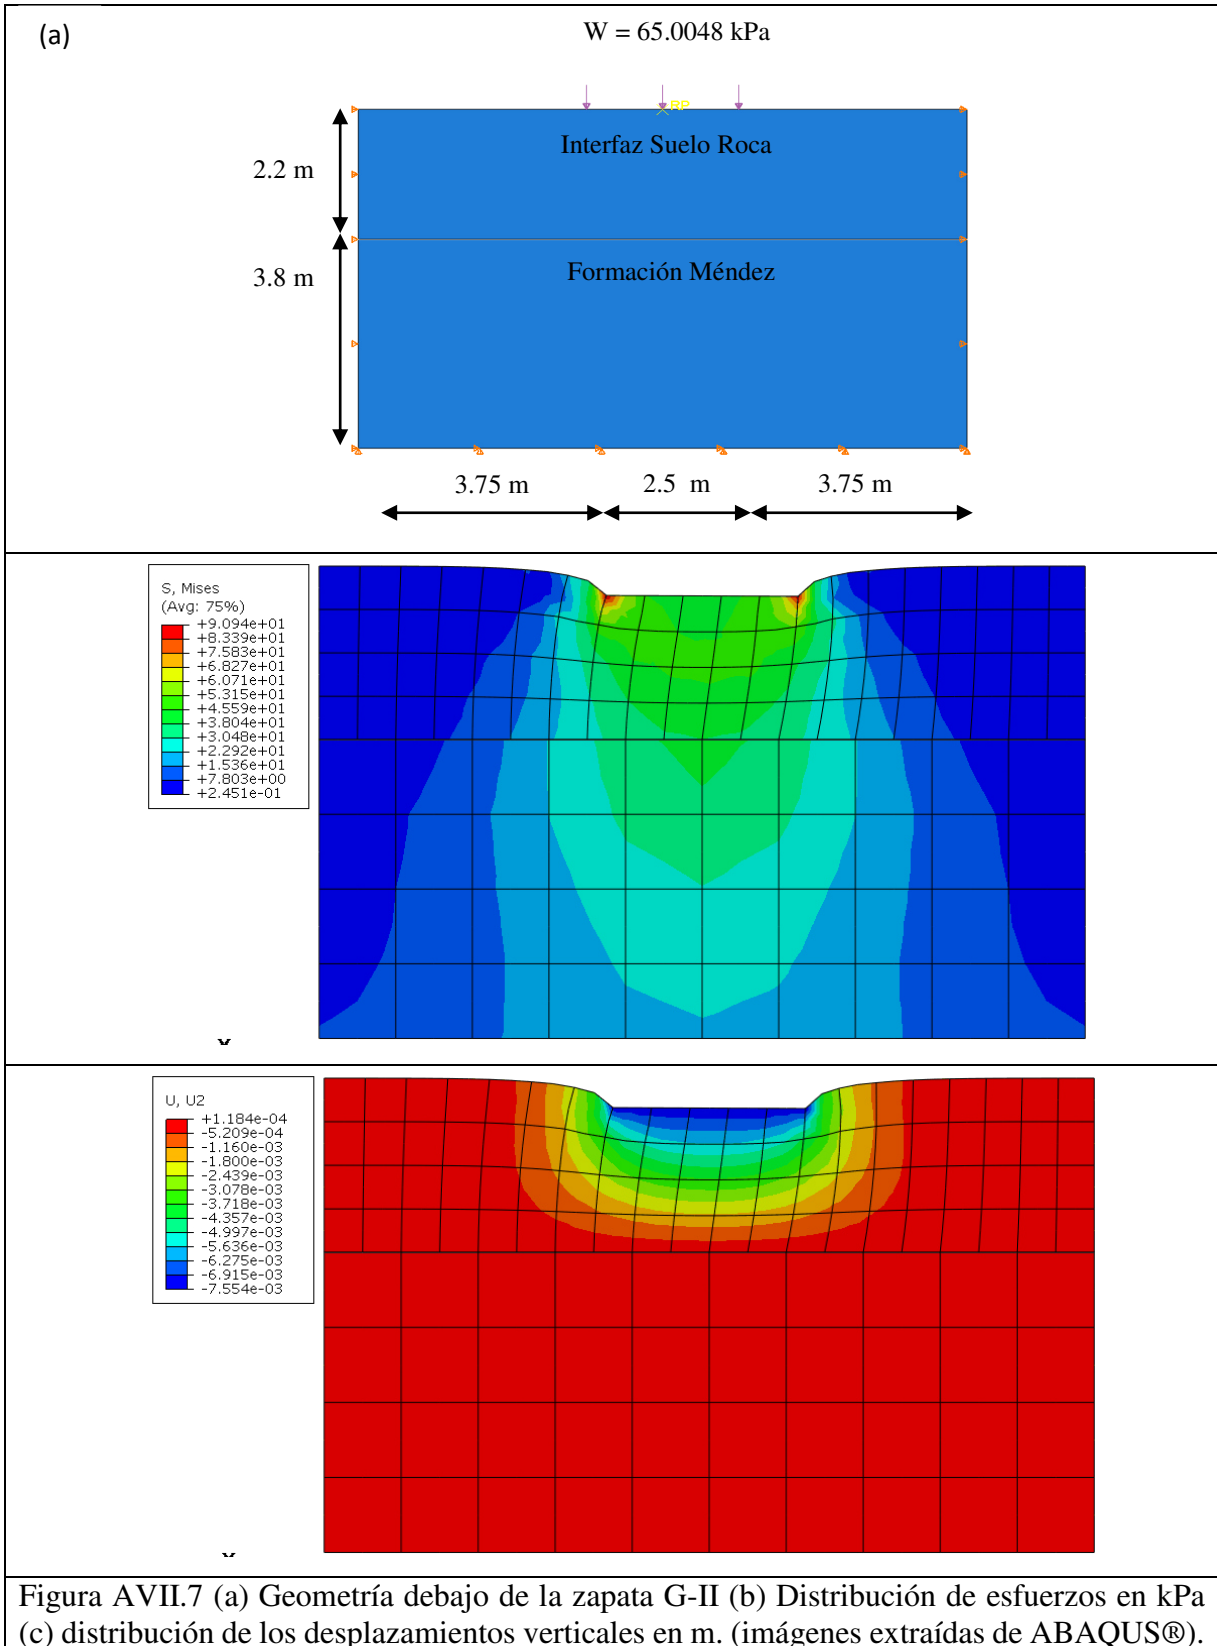 (a)
W = 65.0048 kPa
RP
Interfaz Suelo Roca
2.2 m
Formación Méndez
3.8 m
3.75 m
2.5 m
3.75 m
S, Mises
(Avg: 75%)
+9.094e+01
+8.339e+01
+7.583e+01
+6.827e+01
+6.071e+01
+5.315e+01
+4.559e+01
+3.804e+01
+3.048e+01
+2.292e+01
+1.536e+01
+7.803e+00
+2.451e-01
U, U2
+1.184e-04
-5.209e-04
-1.160e-03
-1.800e-03
-2.439e-03
-3.078e-03
-3.718e-03
-4.357e-03
-4.997e-03
-5.636e-03
-6.275e-03
-6.915e-03
-7.554e-03
Figura AVII.7 (a) Geometría debajo de la zapata G-II (b) Distribución de esfuerzos en kPa
(c) distribución de los desplazamientos verticales en m. (imágenes extraídas de ABAQUS®).